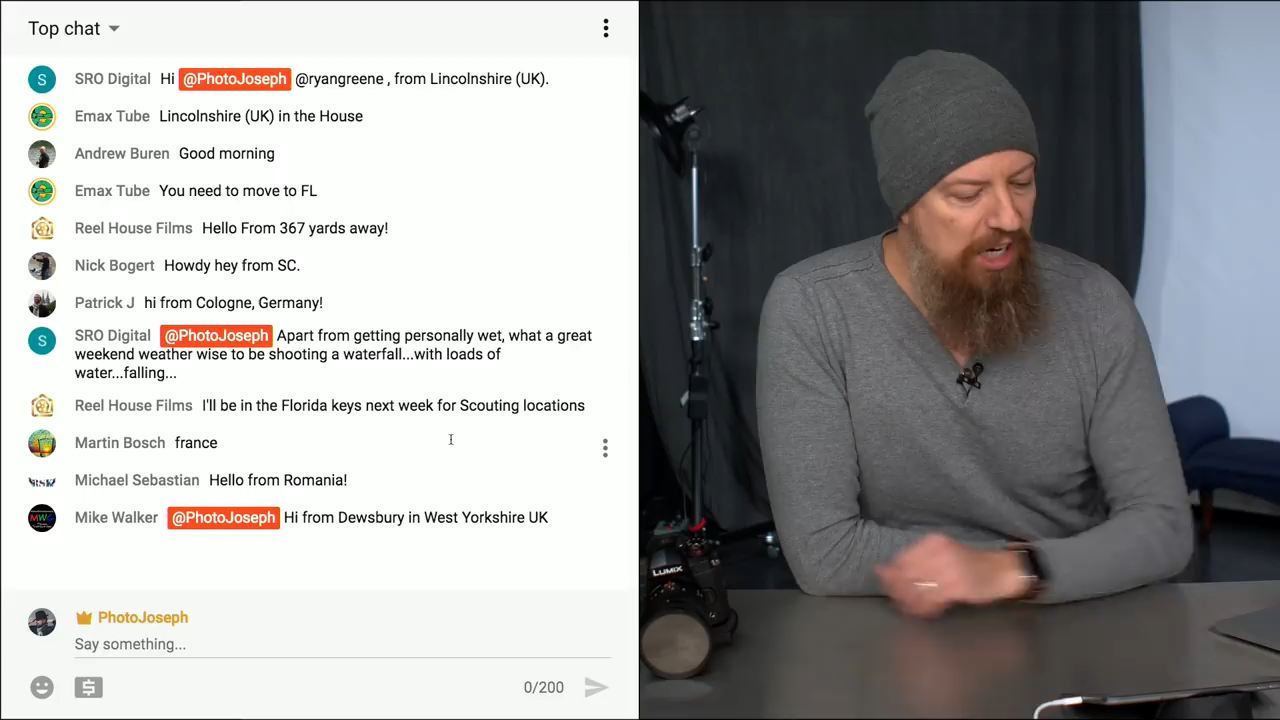 Top chat
S SRO Digital Hi @PhotoJoseph @ryangreene , from Lincolnshire (UK).
Emax Tube Lincolnshire (UK) in the House
Andrew Buren Good morning
Emax Tube You need to move to FL
Reel House Films Hello From 367 yards away!
Nick Bogert Howdy hey from SC.
Patrick J hi from Cologne, Germany!
S SRO Digital @PhotoJoseph Apart from getting personally wet, what a great
weekend weather wise to be shooting a waterfall...with loads of
water...falling...
Reel House Films I'll be in the Florida keys next week for Scouting locations
Martin Bosch france
Michael Sebastian Hello from Romania!
MWG Mike Walker @PhotoJoseph Hi from Dewsbury in West Yorkshire UK
PhotoJoseph
Say something...
0/200
LUMIX